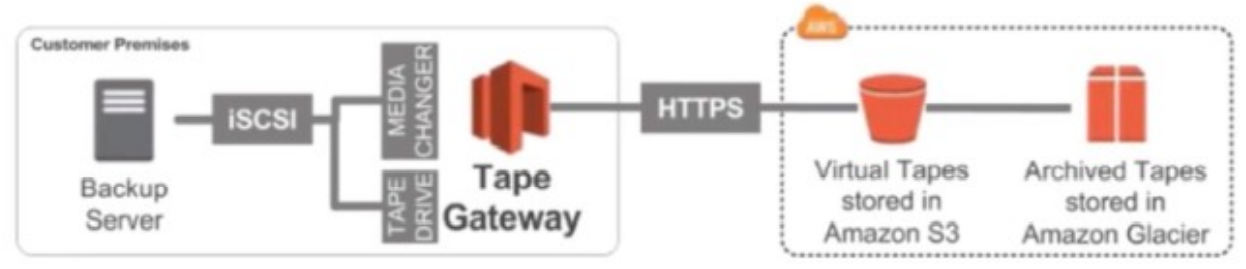 Customer Premises
AWS
iSCSI
MEDIA
CHANGER
TAPE
DRIVE
Backup
Server
Tape
Gateway
HTTPS
Virtual Tapes
stored in
Amazon S3
Archived Tapes
stored in
Amazon Glacier